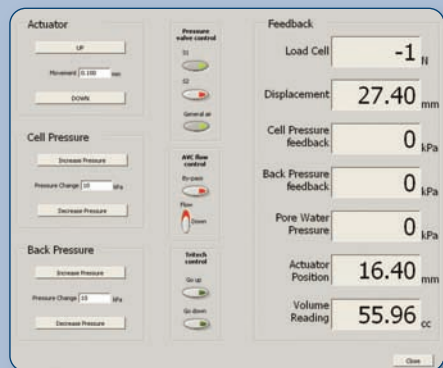 Actuator
UP
Movement 0.100 mm
DOWN
Cell Pressure
Increase Pressure
Pressure Change 10 kPa
Decrease Pressure
Back Pressure
Increase Pressure
Pressure Change 10 kPa
Decrease Pressure
Pressure
valve control
S1
S2
General air
AVC flow
control
By-pass
Flow
Down
Tritech
control
Go up
Go down
Feedback
Load Cell -1 N
Displacement 27.40 mm
Cell Pressure
feedback 0 kPa
Back Pressure
feedback 0 kPa
Pore Water
Pressure 0 kPa
Actuator
Position 16.40 mm
Volume
Reading 55.96 cc
Close